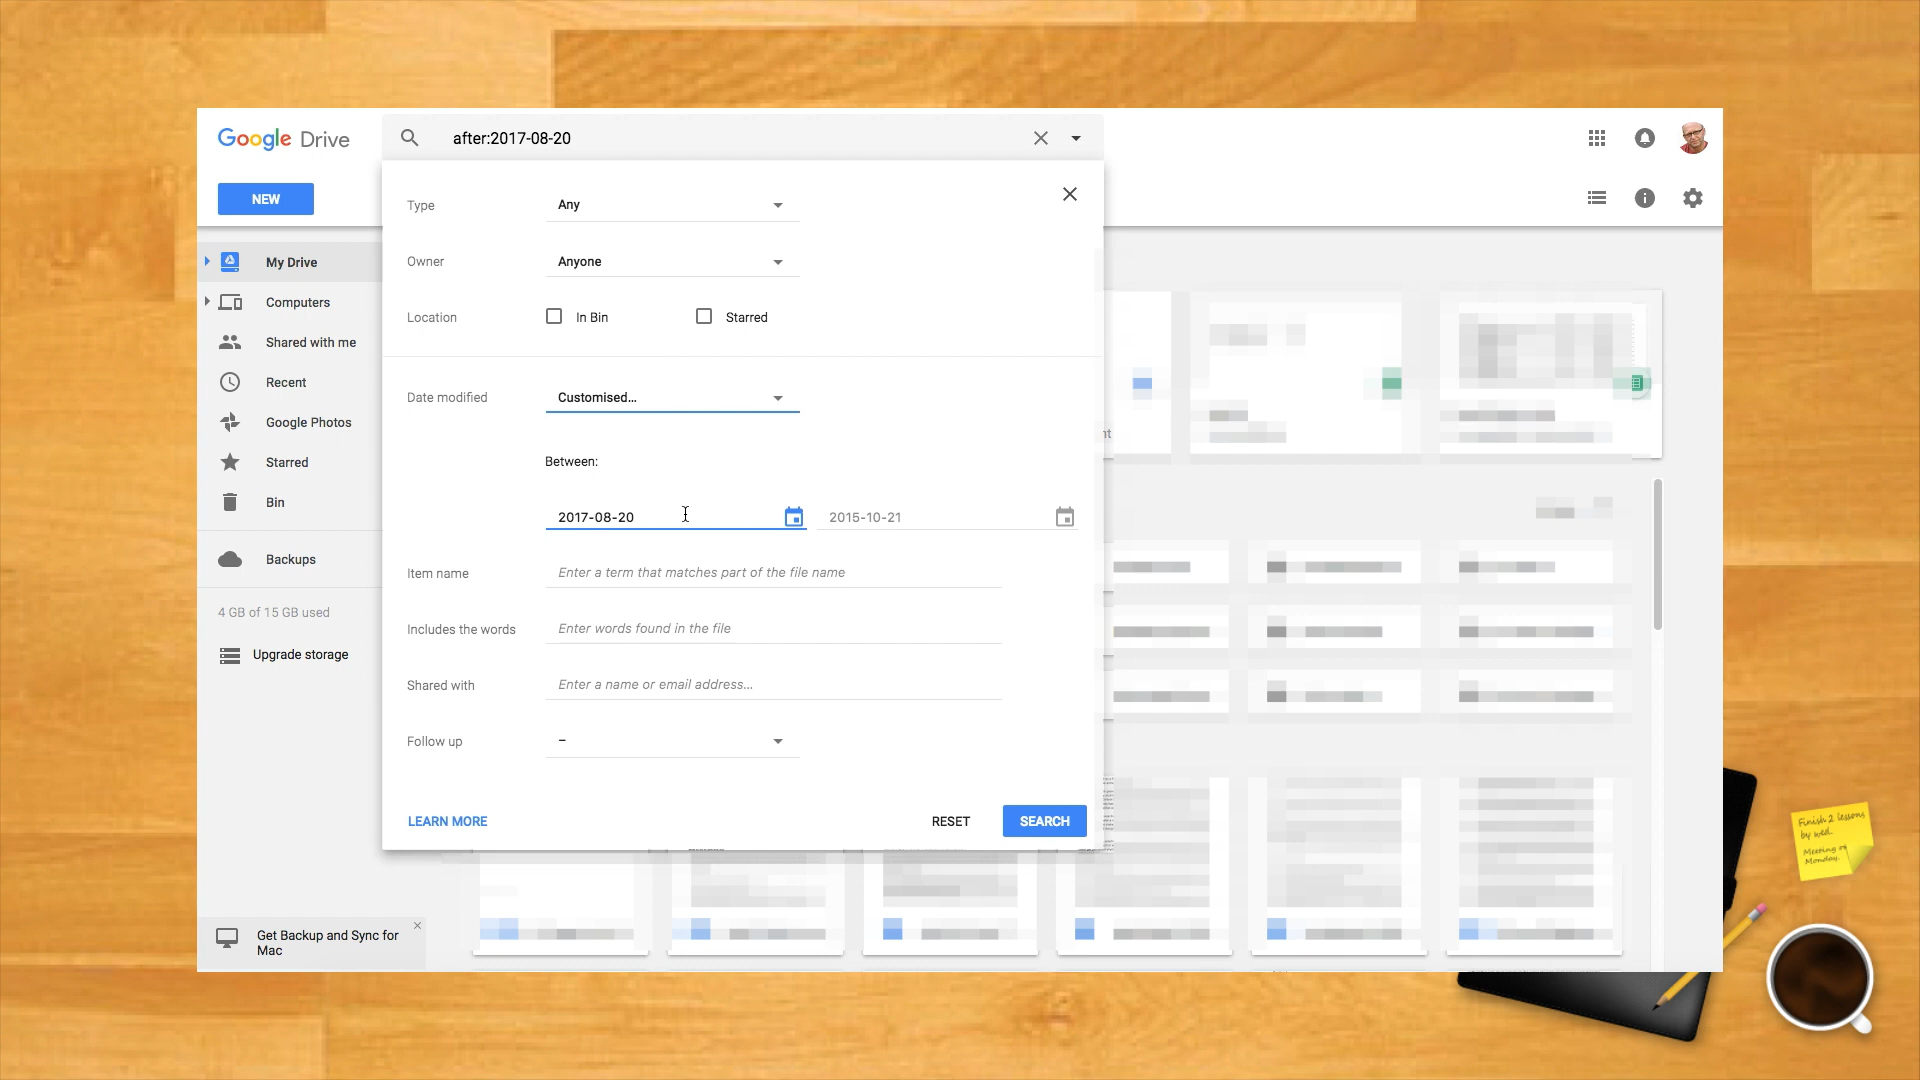 Google Drive
after:2017-08-20
NEW
My Drive
Computers
Shared with me
Recent
Google Photos
Starred
Bin
Backups
4 GB of 15 GB used
Upgrade storage
Get Backup and Sync for
Mac
Type
Any
Owner
Anyone
Location
In Bin
Starred
Date modified
Customised...
Between:
2017-08-20
2015-10-21
Item name
Enter a term that matches part of the file name
Includes the words
Enter words found in the file
Shared with
Enter a name or email address...
Follow up
–
LEARN MORE
RESET
SEARCH
Finish 2 lessons
by wed.
Meeting on
Monday.